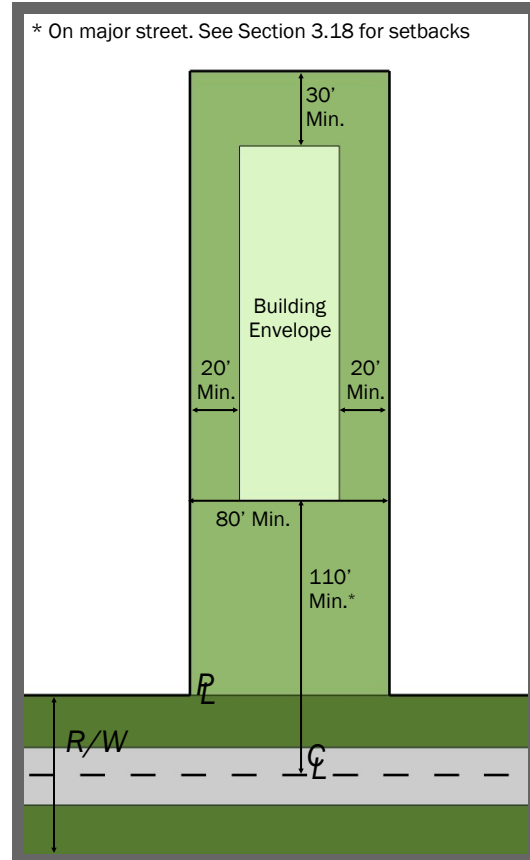 * On major street. See Section 3.18 for setbacks
30’
Min.
Building
Envelope
20’
Min.
20’
Min.
80’ Min.
110’
Min.*
PL
R/W
CL